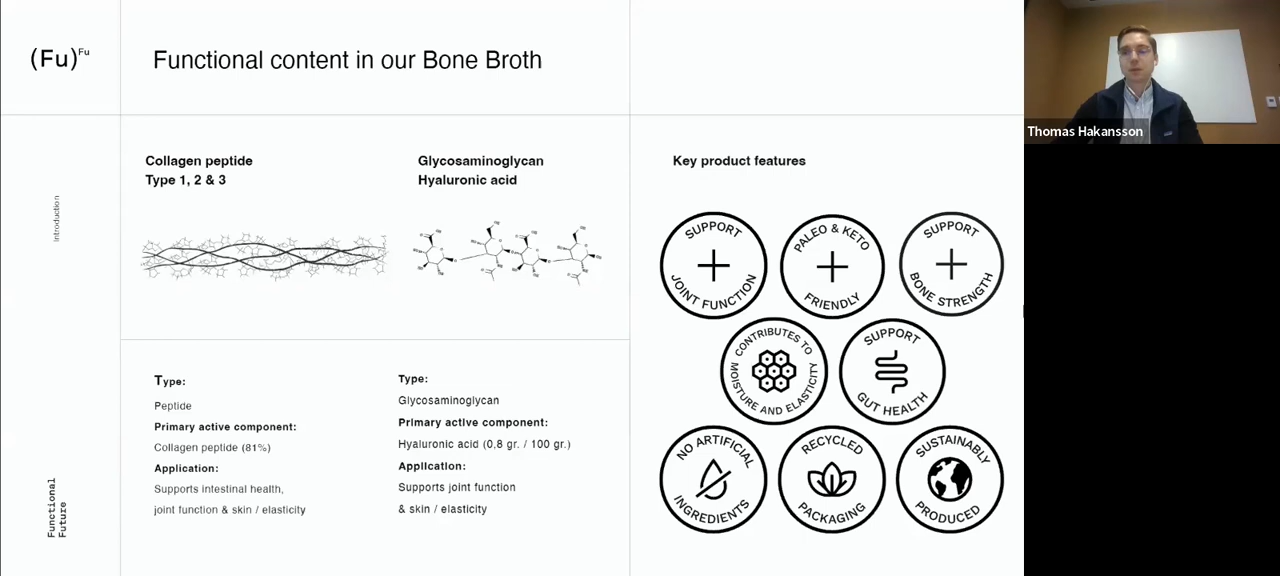 (Fu)Fu
Functional content in our Bone Broth
Introduction
Functional
Future
Collagen peptide
Type 1, 2 & 3
Glycosaminoglycan
Hyaluronic acid
Type:
Peptide
Primary active component:
Collagen peptide (81%)
Application:
Supports intestinal health,
joint function & skin / elasticity
Type:
Glycosaminoglycan
Primary active component:
Hyaluronic acid (0,8 gr. / 100 gr.)
Application:
Supports joint function
& skin / elasticity
Key product features
SUPPORT
JOINT FUNCTION
PALEO & KETO
FRIENDLY
SUPPORT
BONE STRENGTH
CONTRIBUTES TO
MOISTURE AND ELASTICITY
SUPPORT
GUT HEALTH
NO ARTIFICIAL
INGREDIENTS
RECYCLED
PACKAGING
SUSTAINABLY
PRODUCED
Thomas Hakansson